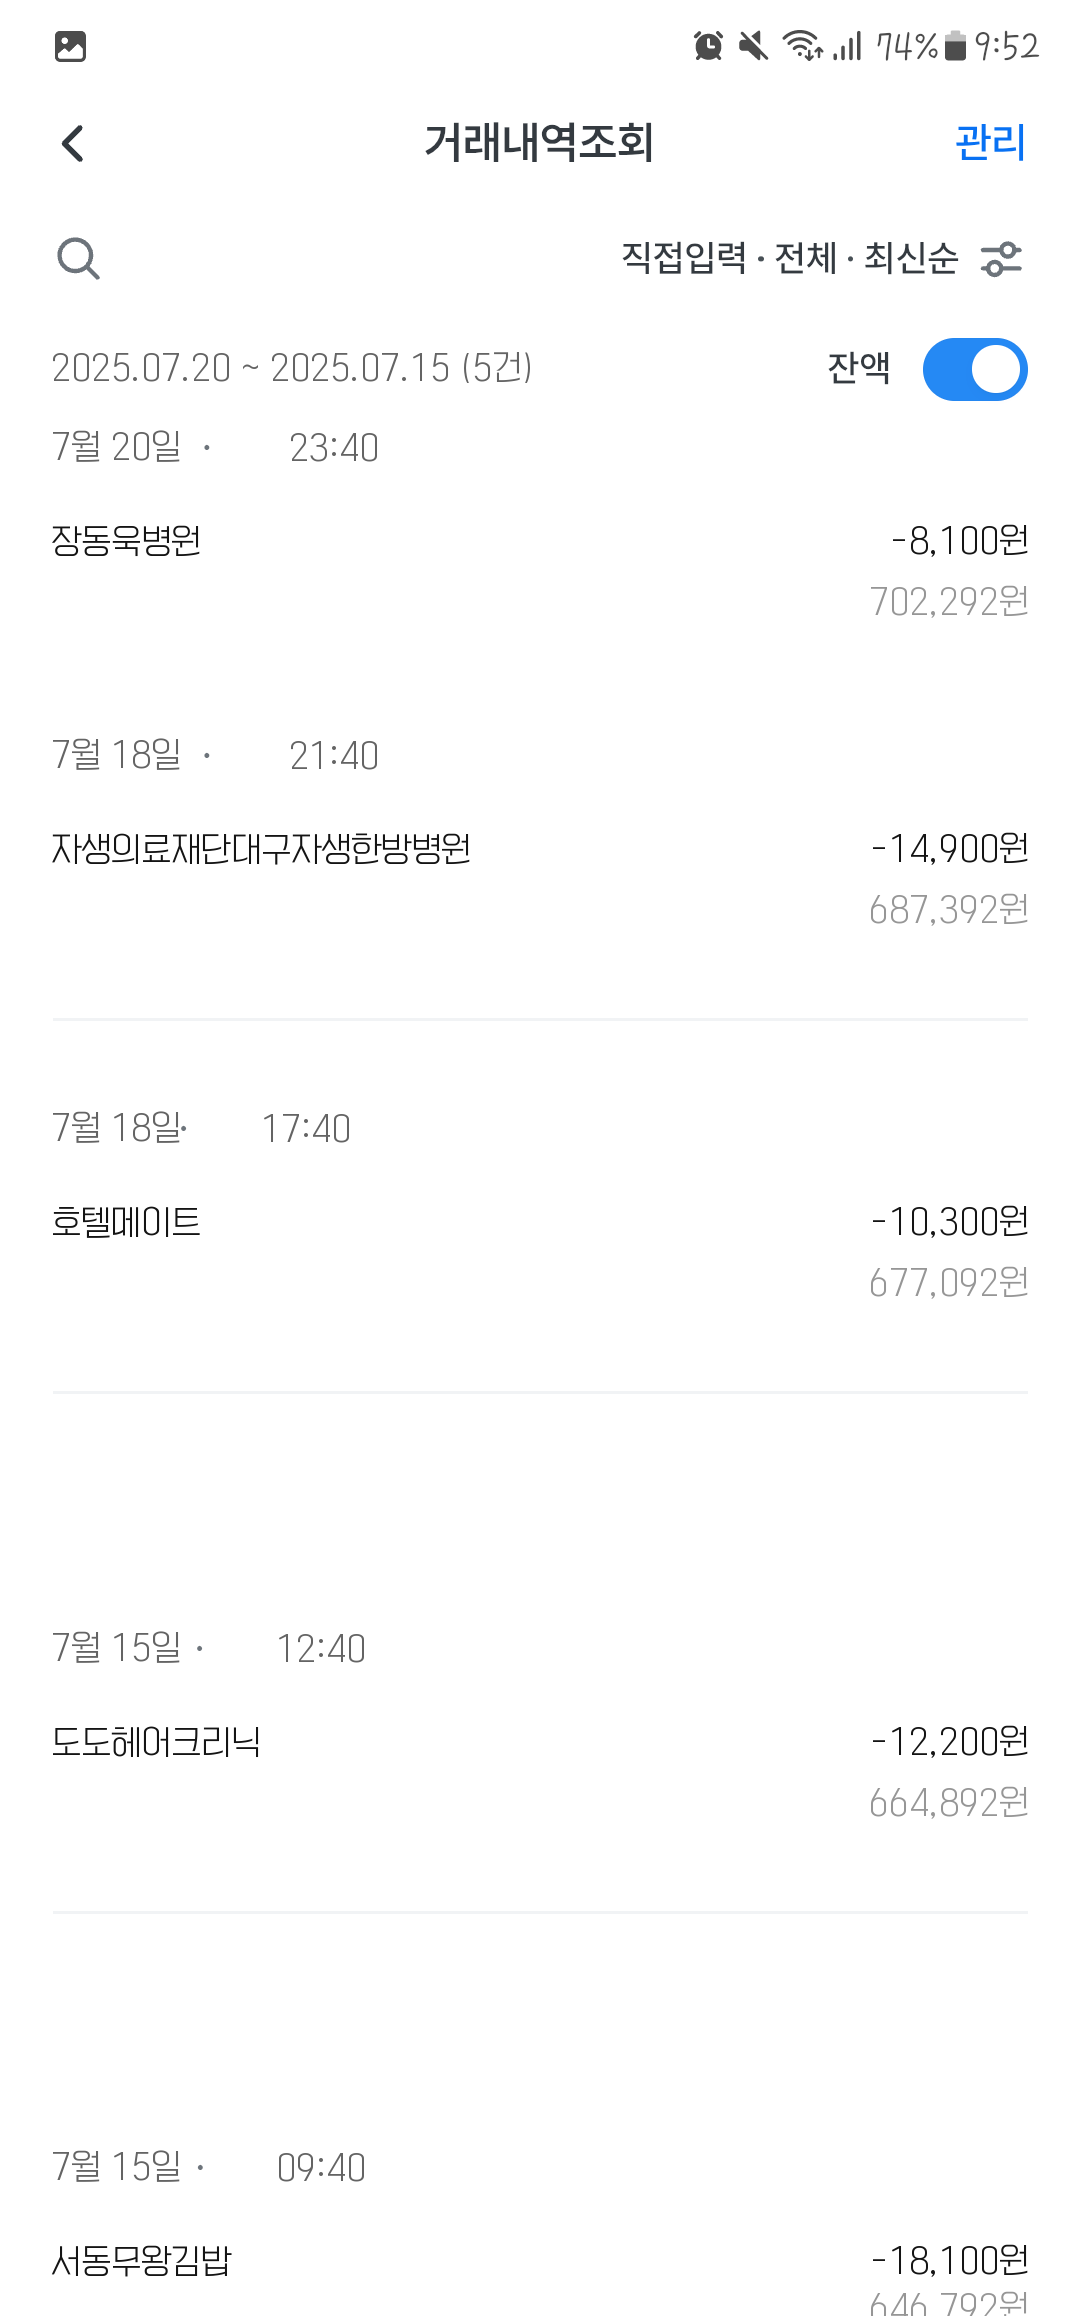 74% 9:52
거래내역조회 관리
직접입력 · 전체 · 최신순
2025.07.20 ~ 2025.07.15 (5건) 잔액
7월 20일 · 23:40
장동욱병원 -8,100원
702,292원
7월 18일 · 21:40
자생의료재단대구자생한방병원 -14,900원
687,392원
7월 18일· 17:40
호텔메이트 -10,300원
677,092원
7월 15일 · 12:40
도도헤어크리닉 -12,200원
664,892원
7월 15일 · 09:40
서동무왕김밥 -18,100원
646,792원